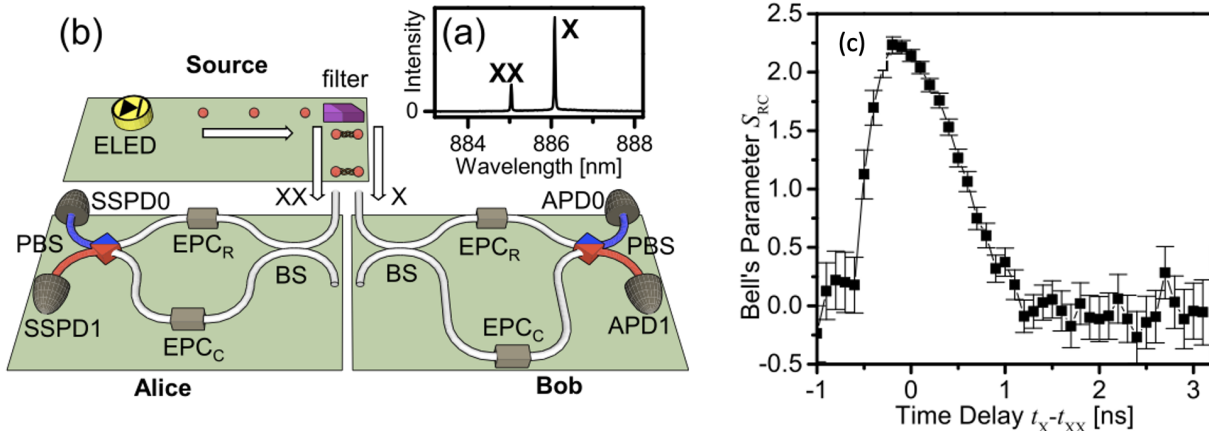 (b)
Source
filter
ELED
XX
X
SSPD0
PBS
SSPD1
EPC_R
BS
EPC_C
Alice
APD0
EPC_R
PBS
BS
APD1
EPC_C
Bob
(a)
X
XX
Intensity
0
884 886 888
Wavelength [nm]
(c)
Bell's Parameter S_RC
2.5
2.0
1.5
1.0
0.5
0.0
-0.5
-1 0 1 2 3
Time Delay t_X-t_XX [ns]